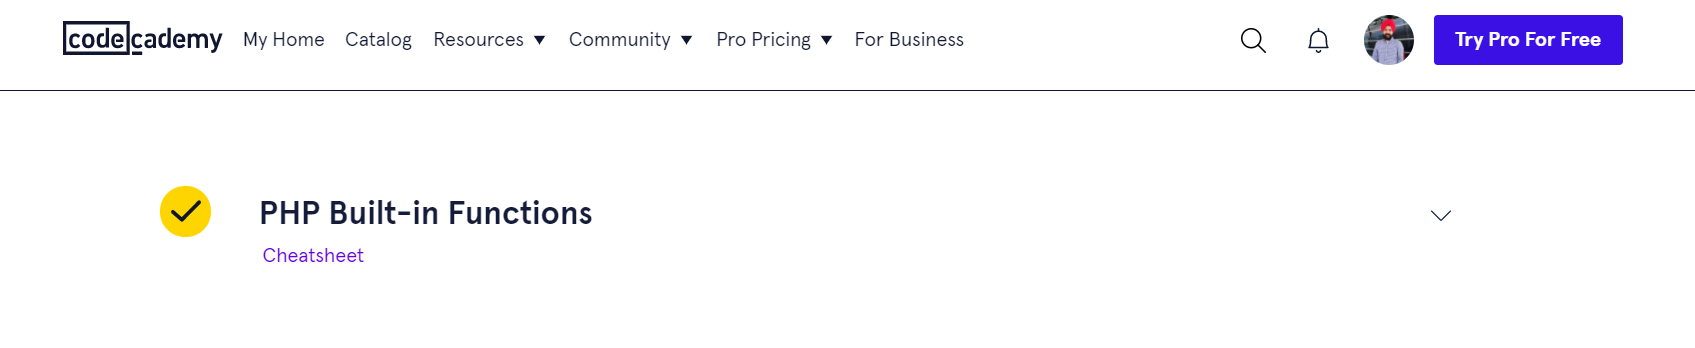 codecademy My Home Catalog Resources Community Pro Pricing For Business Try Pro For Free
PHP Built-in Functions
Cheatsheet